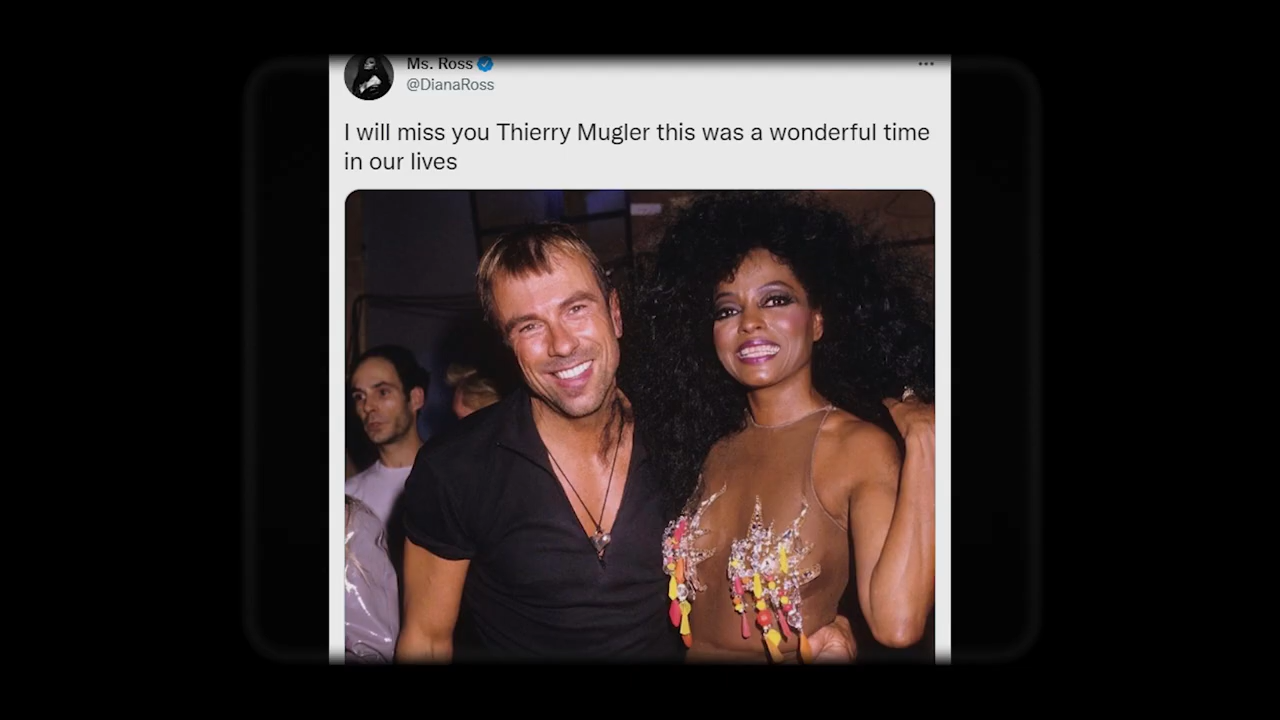 Ms. Ross
@DianaRoss
I will miss you Thierry Mugler this was a wonderful time
in our lives